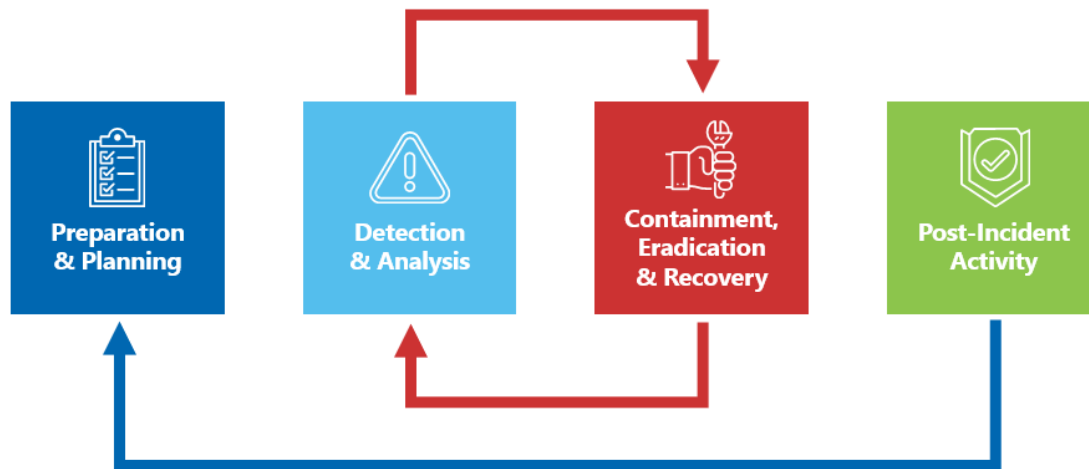 Preparation
& Planning
Detection
& Analysis
Containment,
Eradication
& Recovery
Post-Incident
Activity